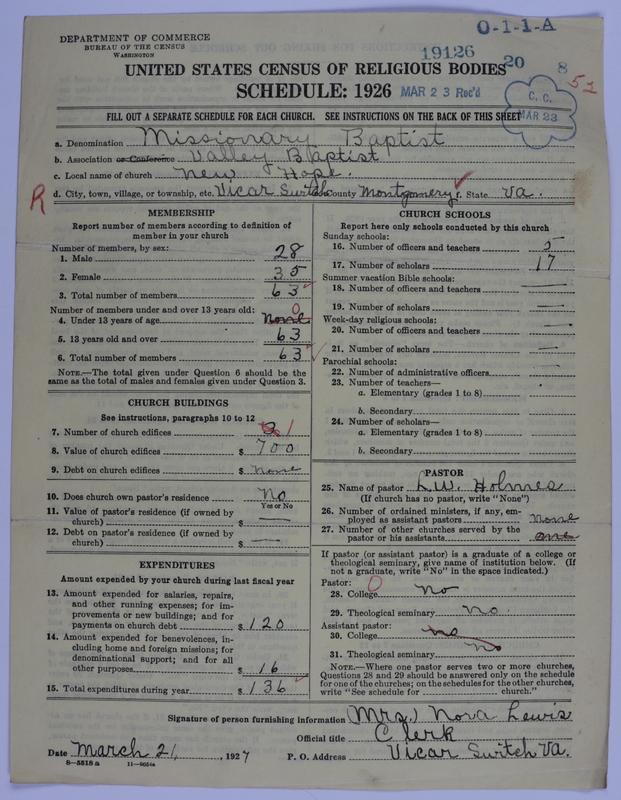 DEPARTMENT OF COMMERCE
BUREAU OF THE CENSUS
WASHINGTON
O-1-1-A
19126
20
8
52
UNITED STATES CENSUS OF RELIGIOUS BODIES
SCHEDULE: 1926
MAR 23 Rec'd
C. C.
MAR 23
FILL OUT A SEPARATE SCHEDULE FOR EACH CHURCH. SEE INSTRUCTIONS ON THE BACK OF THIS SHEET
a. Denomination Missionary Baptist
b. Association or Conference Valley Baptist
c. Local name of church New Hope.
R
d. City, town, village, or township, etc. Vicar Switch e. County Montgomery f. State Va.
MEMBERSHIP
Report number of members according to definition of
member in your church
Number of members, by sex:
1. Male 28
2. Female 35
3. Total number of members 63
Number of members under and over 13 years old: 0
4. Under 13 years of age None
5. 13 years old and over 63
6. Total number of members 63
NOTE.—The total given under Question 6 should be
same as the total of males and females given under Question 3.
CHURCH BUILDINGS
See instructions, paragraphs 10 to 12
7. Number of church edifices 1
8. Value of church edifices $ 700
9. Debt on church edifices $ None
10. Does church own pastor's residence No
Yes or No
11. Value of pastor's residence (if owned by
church) $ —
12. Debt on pastor's residence (if owned by
church) $ —
EXPENDITURES
Amount expended by your church during last fiscal year
13. Amount expended for salaries, repairs,
and other running expenses; for im-
provements or new buildings; and for
payments on church debt $ 120
14. Amount expended for benevolences, in-
cluding home and foreign missions; for
denominational support; and for all
other purposes $ 16
15. Total expenditures during year $ 136
CHURCH SCHOOLS
Report here only schools conducted by this church
Sunday schools:
16. Number of officers and teachers 5
17. Number of scholars 17
Summer vacation Bible schools:
18. Number of officers and teachers —
19. Number of scholars —
Week-day religious schools:
20. Number of officers and teachers —
21. Number of scholars —
Parochial schools:
22. Number of administrative officers
23. Number of teachers—
a. Elementary (grades 1 to 8)
b. Secondary
24. Number of scholars—
a. Elementary (grades 1 to 8)
b. Secondary
PASTOR
25. Name of pastor L.W. Holmes
(If church has no pastor, write "None")
26. Number of ordained ministers, if any, em-
ployed as assistant pastors none
27. Number of other churches served by the
pastor or his assistants one
If pastor (or assistant pastor) is a graduate of a college or
theological seminary, give name of institution below. (If
not a graduate, write "No" in the space indicated.)
Pastor: 0
28. College No
29. Theological seminary No
Assistant pastor:
30. College no
31. Theological seminary no
NOTE.—Where one pastor serves two or more churches,
Questions 28 and 29 should be answered only on the schedule
for one of the churches; on the schedules for the other churches,
write "See schedule for church."
Signature of person furnishing information (Mrs.) Nova Lewis
Official title Clerk
Date March 21, 1927 P. O. Address Vicar Switch Va.
8—5518 a 11—9654a